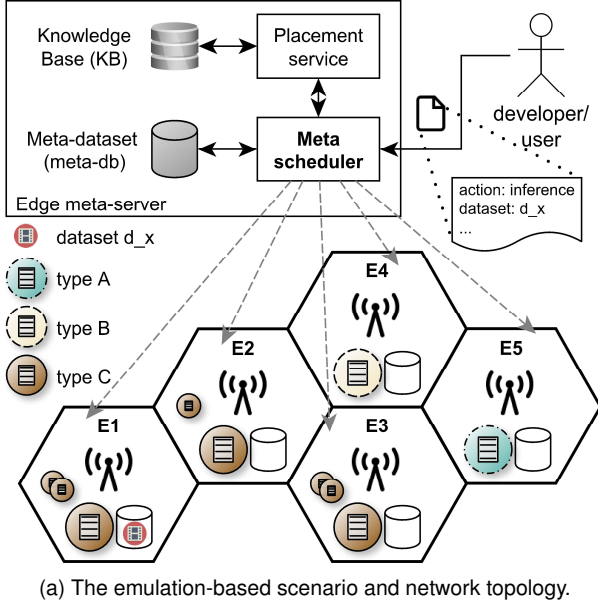 Knowledge
Base (KB)
Placement
service
Meta-dataset
(meta-db)
Meta
scheduler
developer/
user
Edge meta-server
action: inference
dataset: d_x
...
dataset d_x
type A
type B
type C
E4
E2
E5
E1
E3
(a) The emulation-based scenario and network topology.